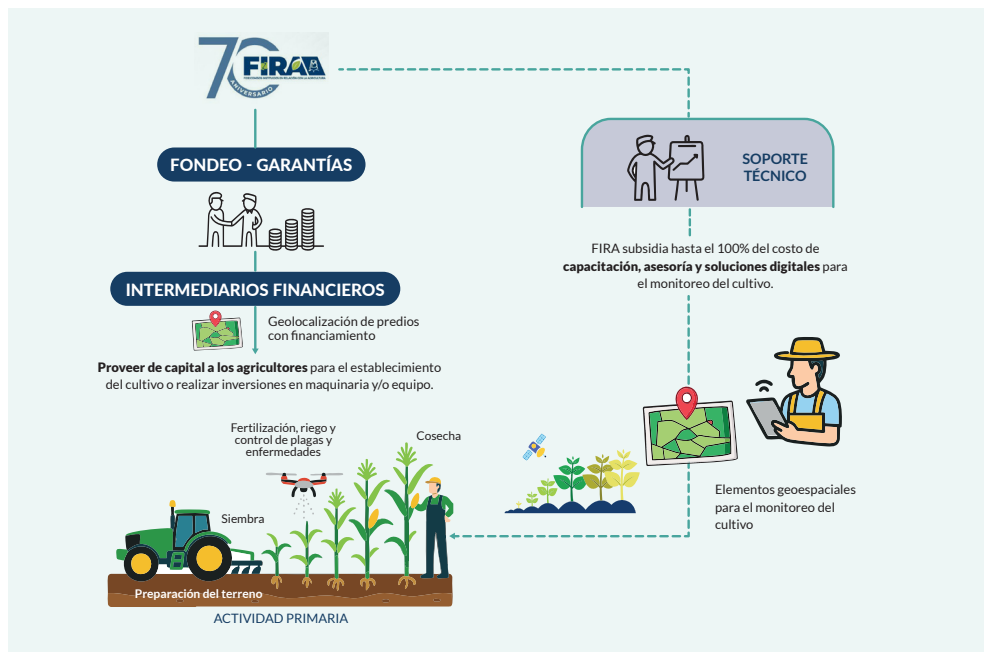 70 FIRA
ANIVERSARIO
FONDEO - GARANTÍAS
INTERMEDIARIOS FINANCIEROS
Geolocalización de predios
con financiamiento
Proveer de capital a los agricultores para el establecimiento
del cultivo o realizar inversiones en maquinaria y/o equipo.
Fertilización, riego y
control de plagas y
enfermedades
Cosecha
Siembra
Preparación del terreno
ACTIVIDAD PRIMARIA
SOPORTE
TÉCNICO
FIRA subsidia hasta el 100% del costo de
capacitación, asesoría y soluciones digitales para
el monitoreo del cultivo.
Elementos geoespaciales
para el monitoreo del
cultivo